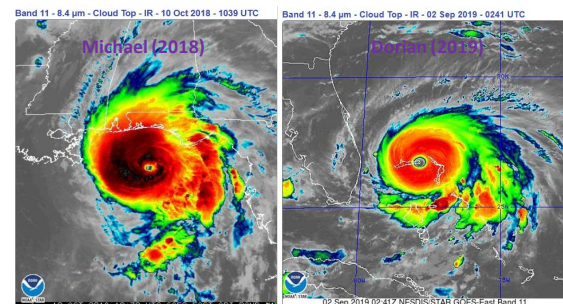 Band 11 - 8.4 µm - Cloud Top - IR - 10 Oct 2018 - 1039 UTC
Michael (2018)
NOAA
Band 11 - 8.4 µm - Cloud Top - IR - 02 Sep 2019 - 0241 UTC
Dorian (2019)
NOAA
02 Sep 2019 02:41Z NESDIS/STAR GOES-East Band 11